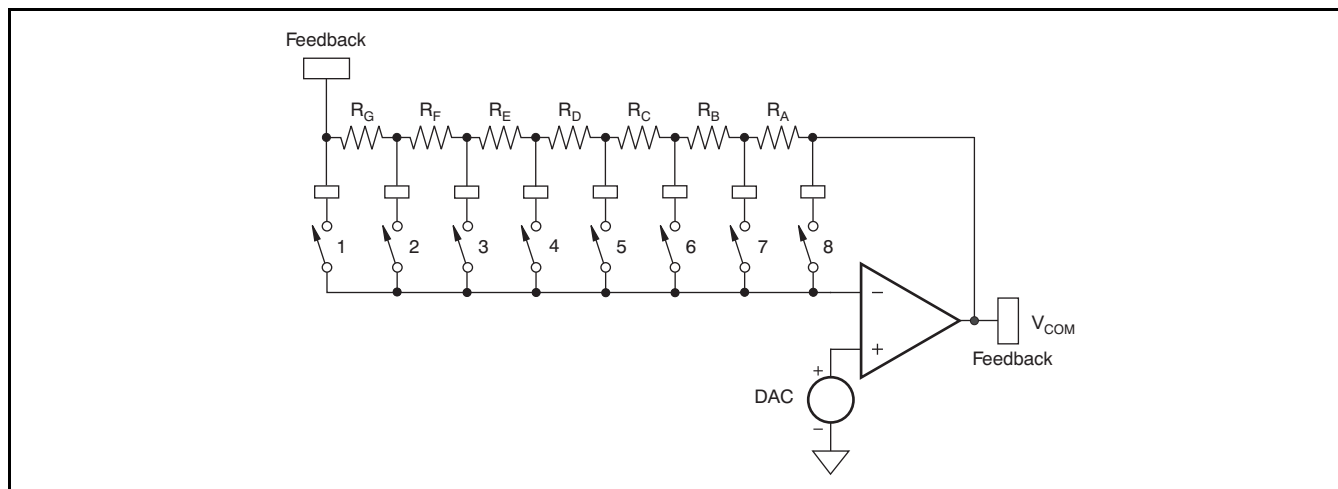 Feedback
R_G R_F R_E R_D R_C R_B R_A
1 2 3 4 5 6 7 8
−
+
V_COM
Feedback
+
DAC
−